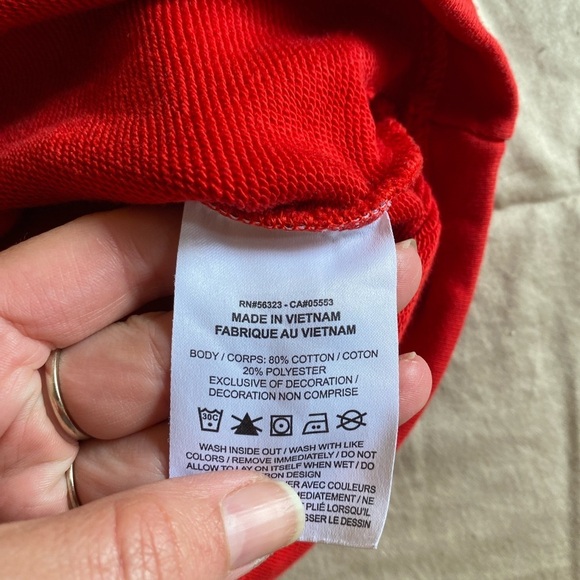 RN#56323 - CA#05553
MADE IN VIETNAM
FABRIQUE AU VIETNAM
BODY / CORPS: 80% COTTON / COTON
20% POLYESTER
EXCLUSIVE OF DECORATION /
DECORATION NON COMPRISE
30C
WASH INSIDE OUT / WASH WITH LIKE
COLORS / REMOVE IMMEDIATELY / DO NOT
ALLOW TO LAY ON ITSELF WHEN WET / DO
DESIGN
AVEC COULEURS
NE
PLIÉ LORSQU'IL
LE DESSIN